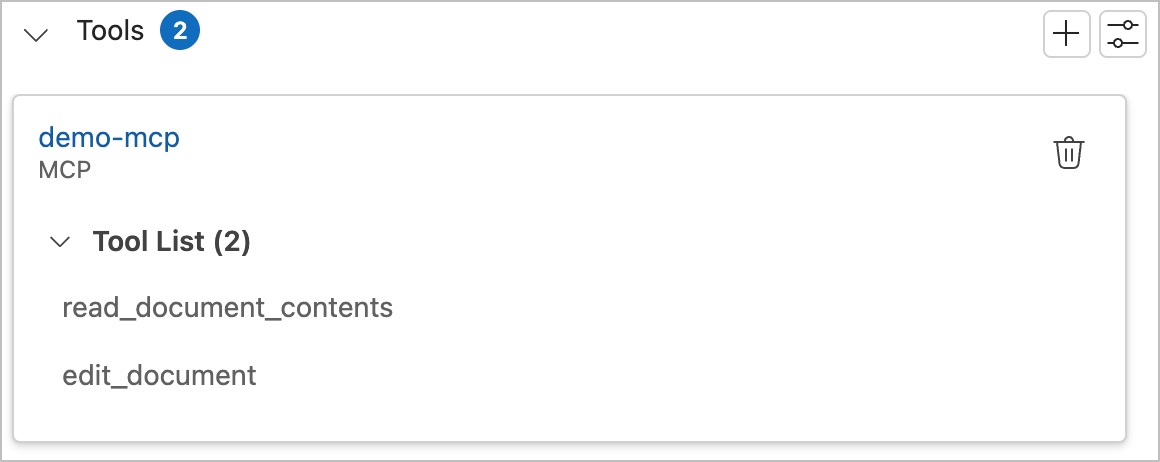 Tools 2
demo-mcp
MCP
Tool List (2)
read_document_contents
edit_document